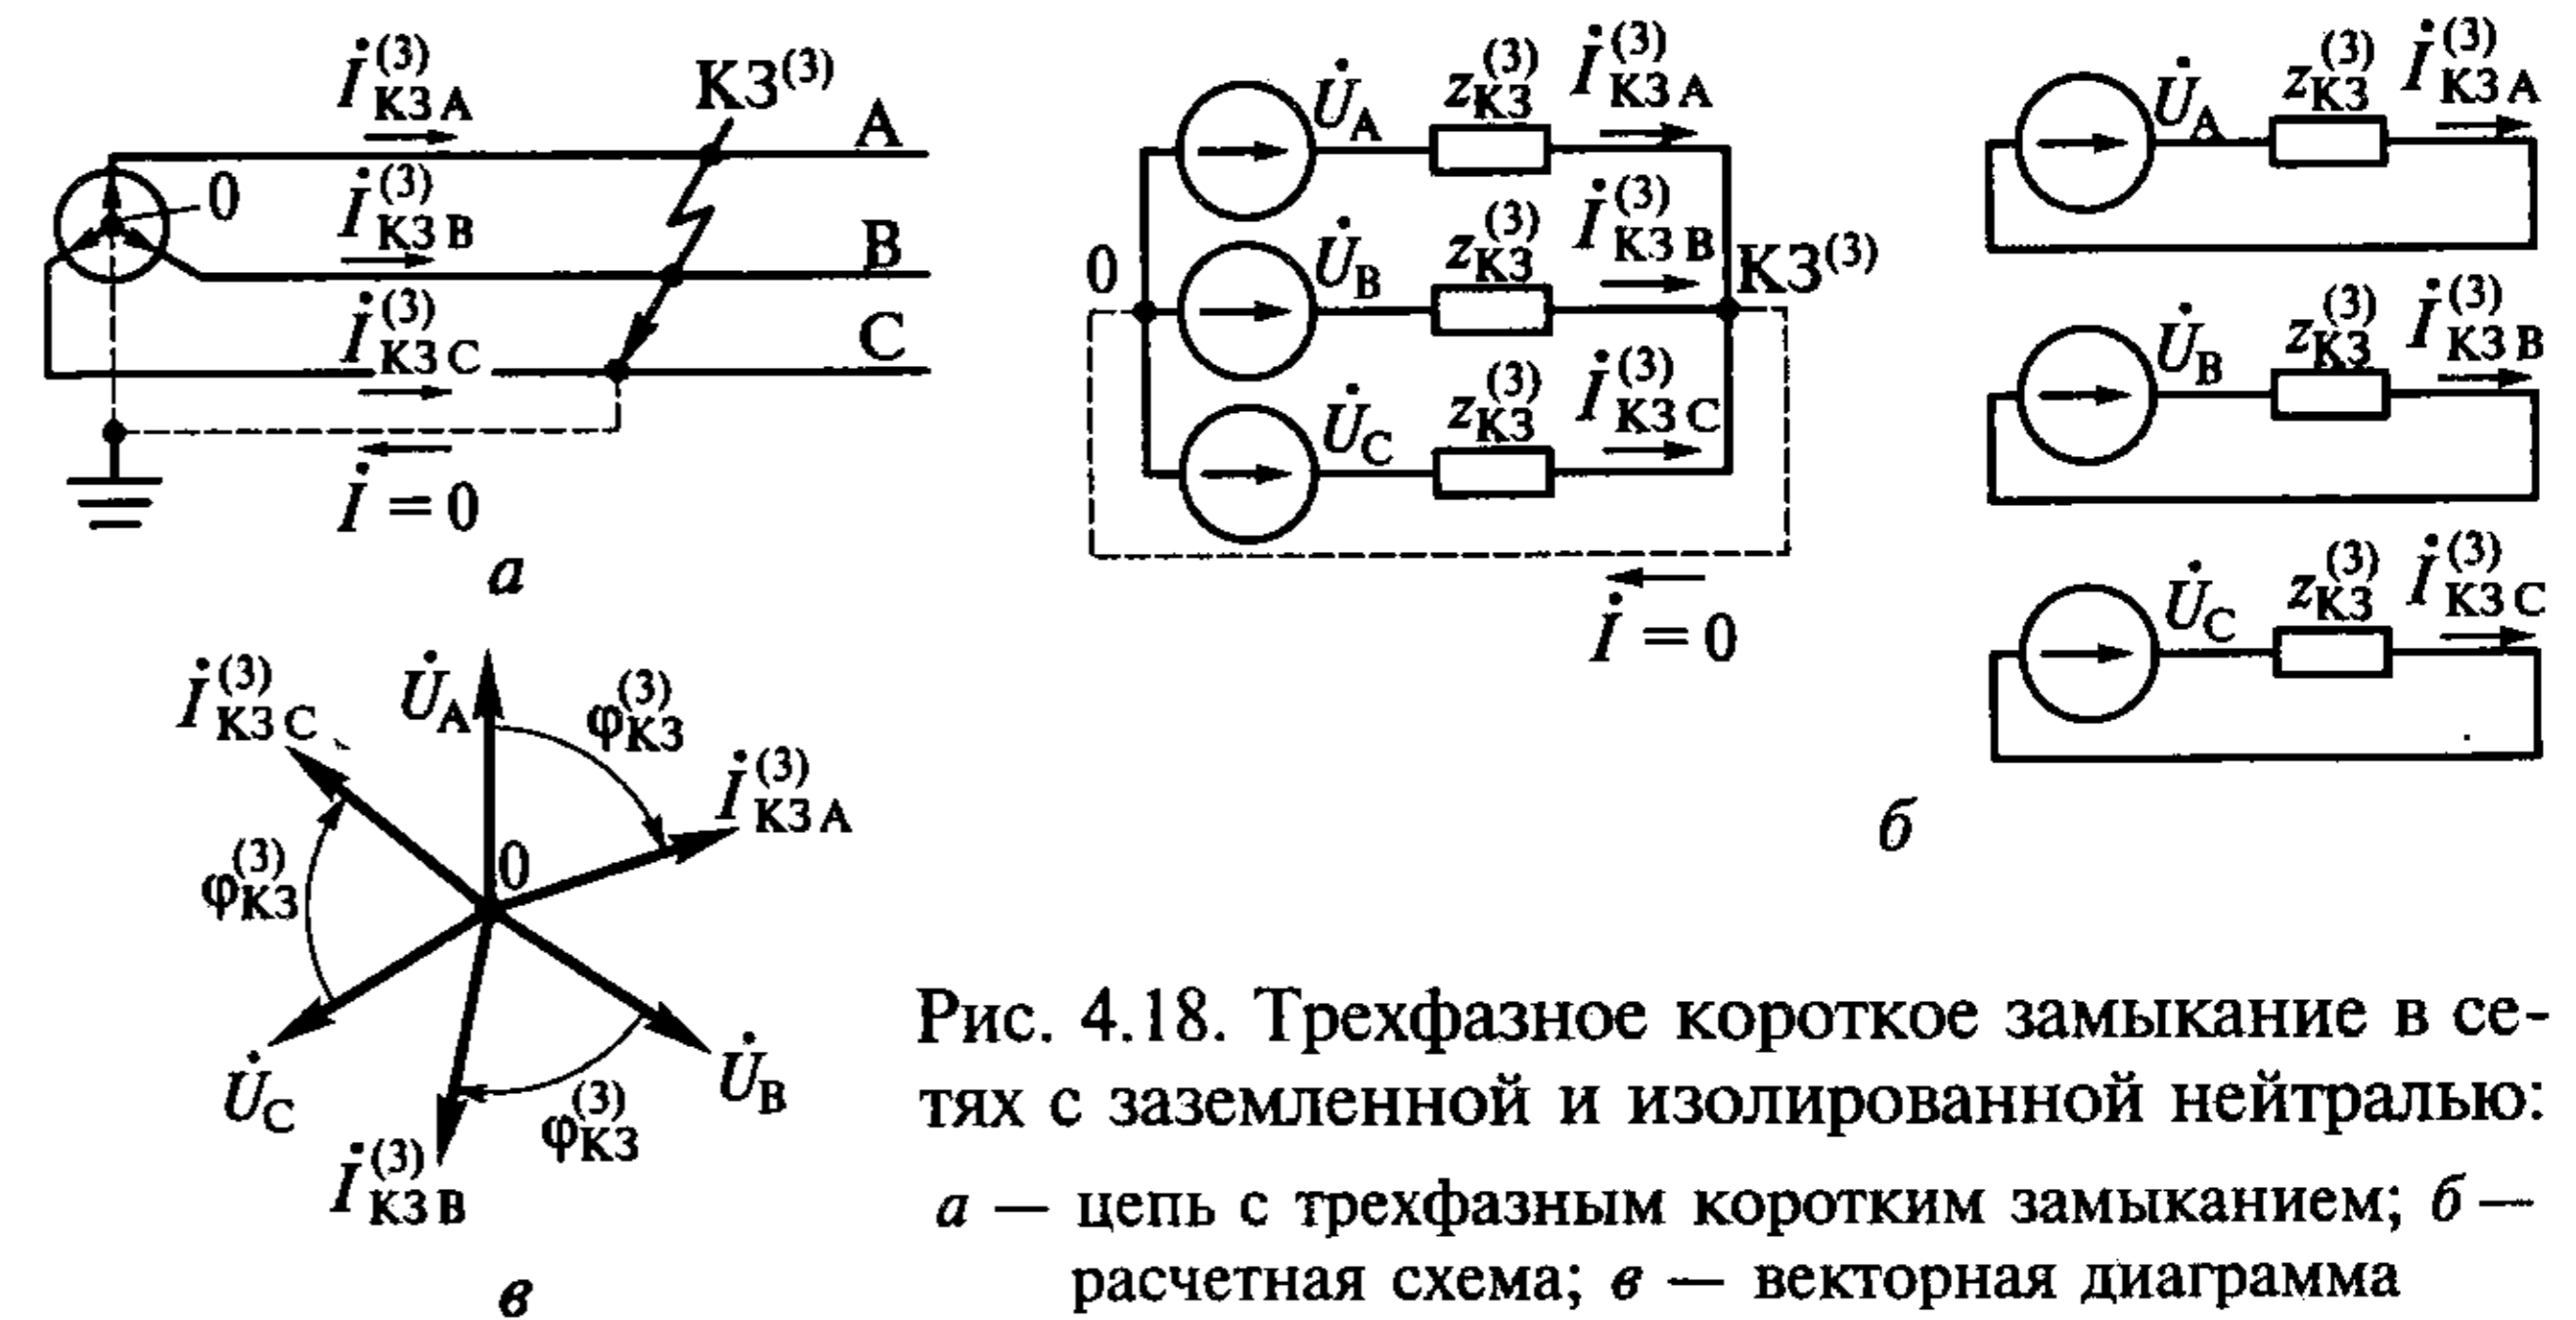 İ(3)КЗ А
КЗ(3)
А
0
İ(3)КЗ В
В
İ(3)КЗ С
С
İ = 0
а
U̇А
z(3)КЗ
İ(3)КЗ А
0
U̇В
z(3)КЗ
İ(3)КЗ В
КЗ(3)
U̇С
z(3)КЗ
İ(3)КЗ С
İ = 0
U̇А
z(3)КЗ
İ(3)КЗ А
U̇В
z(3)КЗ
İ(3)КЗ В
U̇С
z(3)КЗ
İ(3)КЗ С
б
İ(3)КЗ С
U̇А
φ(3)КЗ
İ(3)КЗ А
0
φ(3)КЗ
U̇С
U̇В
φ(3)КЗ
İ(3)КЗ В
в
Рис. 4.18. Трехфазное короткое замыкание в се-
тях с заземленной и изолированной нейтралью:
а — цепь с трехфазным коротким замыканием; б —
расчетная схема; в — векторная диаграмма